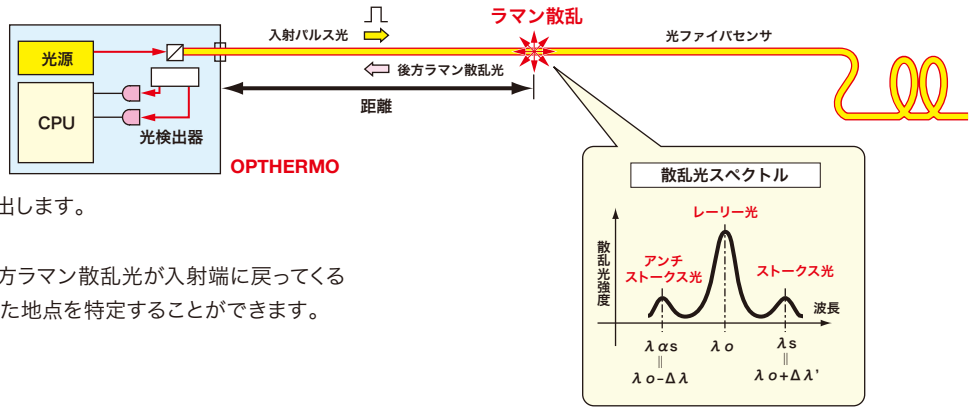 ラマン散乱
入射パルス光
光ファイバセンサ
光源
後方ラマン散乱光
距離
CPU
光検出器
OPTHERMO
散乱光スペクトル
レーリー光
散乱光強度
アンチ
ストークス光
ストークス光
波長
λαs
λo
λs
=
=
λo-Δλ
λo+Δλ'
出します。
方ラマン散乱光が入射端に戻ってくる
た地点を特定することができます。